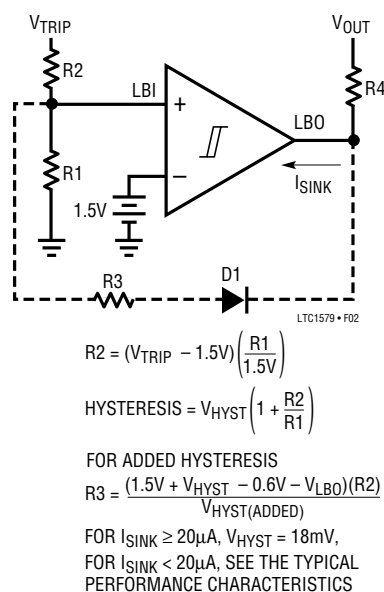 V_TRIP
V_OUT
R2
R4
LBI
+
LBO
R1
−
I_SINK
1.5V
R3
D1
LTC1579 • F02
R2 = (V_TRIP − 1.5V)(R1/1.5V)
HYSTERESIS = V_HYST(1 + R2/R1)
FOR ADDED HYSTERESIS
R3 = (1.5V + V_HYST − 0.6V − V_LBO)(R2)/V_HYST(ADDED)
FOR I_SINK ≥ 20µA, V_HYST = 18mV,
FOR I_SINK < 20µA, SEE THE TYPICAL
PERFORMANCE CHARACTERISTICS